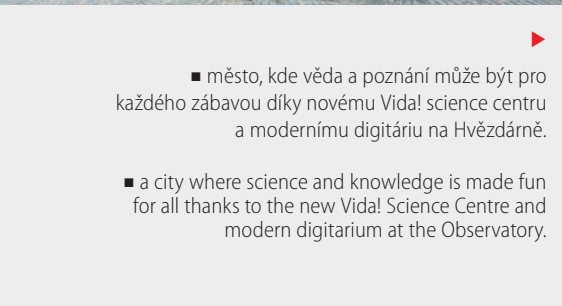 ■ město, kde věda a poznání může být pro
každého zábavou díky novému Vida! science centru
a modernímu digitáriu na Hvězdárně.
■ a city where science and knowledge is made fun
for all thanks to the new Vida! Science Centre and
modern digitarium at the Observatory.